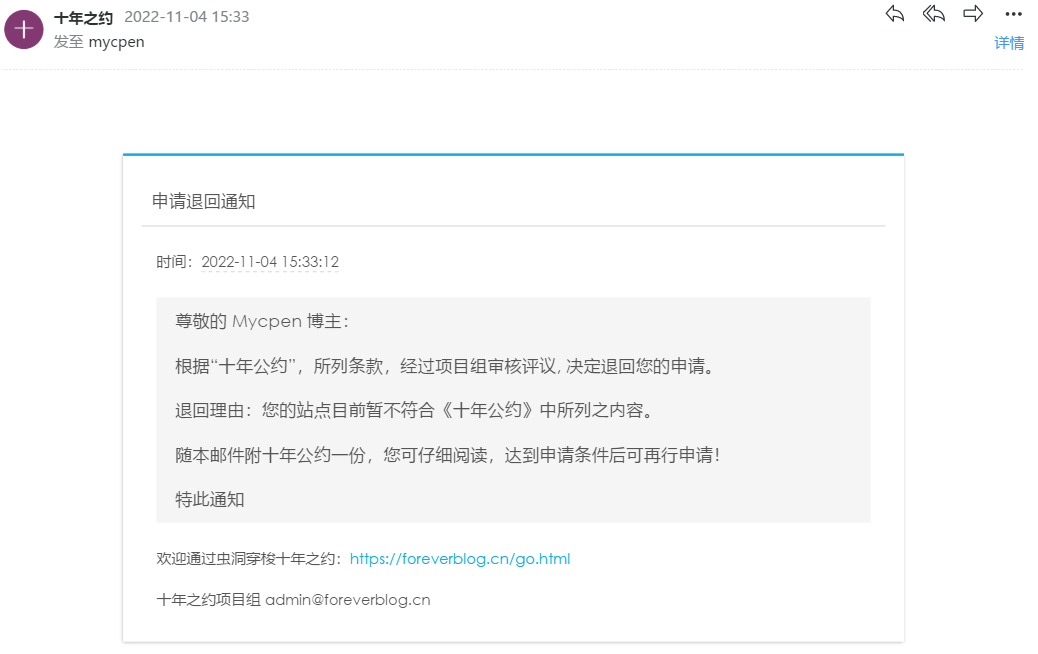 十年之约 2022-11-04 15:33
发至 mycpen
详情
申请退回通知
时间：2022-11-04 15:33:12
尊敬的 Mycpen 博主：
根据“十年公约”，所列条款，经过项目组审核评议, 决定退回您的申请。
退回理由：您的站点目前暂不符合《十年公约》中所列之内容。
随本邮件附十年公约一份，您可仔细阅读，达到申请条件后可再行申请！
特此通知
欢迎通过虫洞穿梭十年之约：https://foreverblog.cn/go.html
十年之约项目组 admin@foreverblog.cn